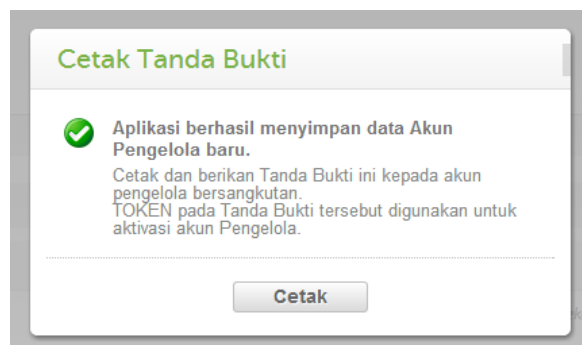 Cetak Tanda Bukti
Aplikasi berhasil menyimpan data Akun
Pengelola baru.
Cetak dan berikan Tanda Bukti ini kepada akun
pengelola bersangkutan.
TOKEN pada Tanda Bukti tersebut digunakan untuk
aktivasi akun Pengelola.
Cetak